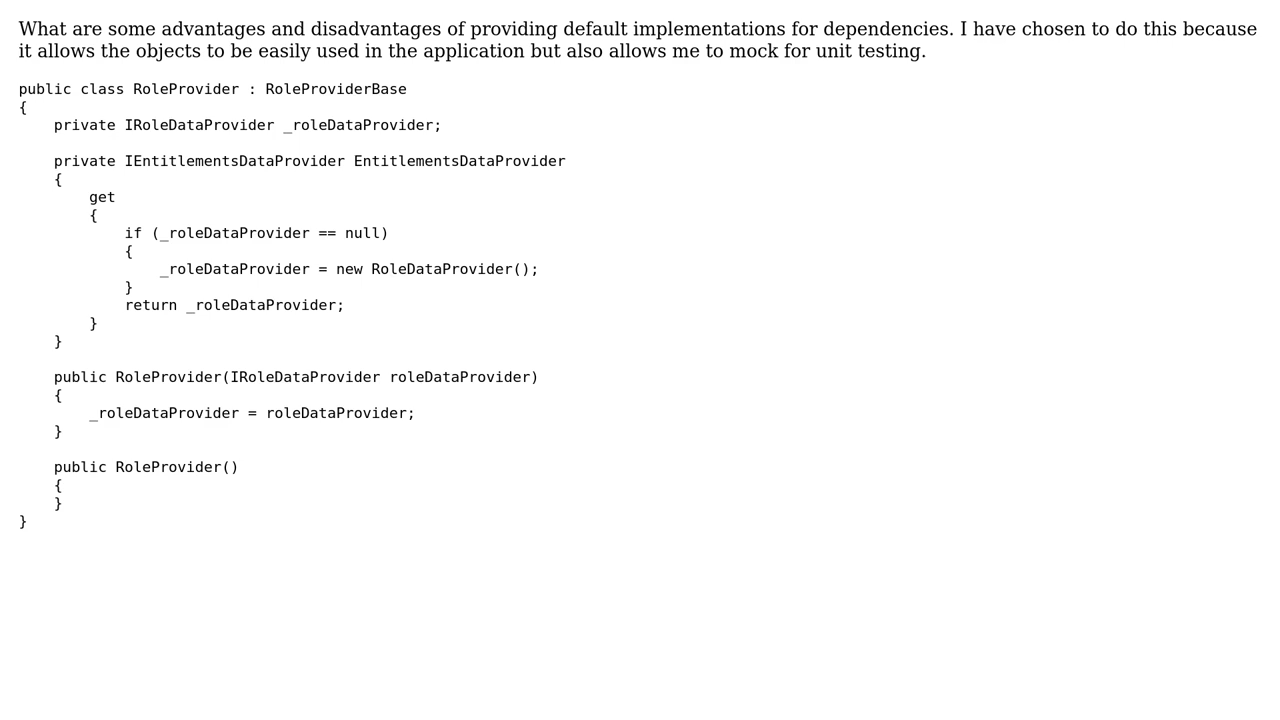 What are some advantages and disadvantages of providing default implementations for dependencies. I have chosen to do this because
it allows the objects to be easily used in the application but also allows me to mock for unit testing.
public class RoleProvider : RoleProviderBase
{
    private IRoleDataProvider _roleDataProvider;

    private IEntitlementsDataProvider EntitlementsDataProvider
    {
        get
        {
            if (_roleDataProvider == null)
            {
                _roleDataProvider = new RoleDataProvider();
            }
            return _roleDataProvider;
        }
    }

    public RoleProvider(IRoleDataProvider roleDataProvider)
    {
        _roleDataProvider = roleDataProvider;
    }

    public RoleProvider()
    {
    }
}